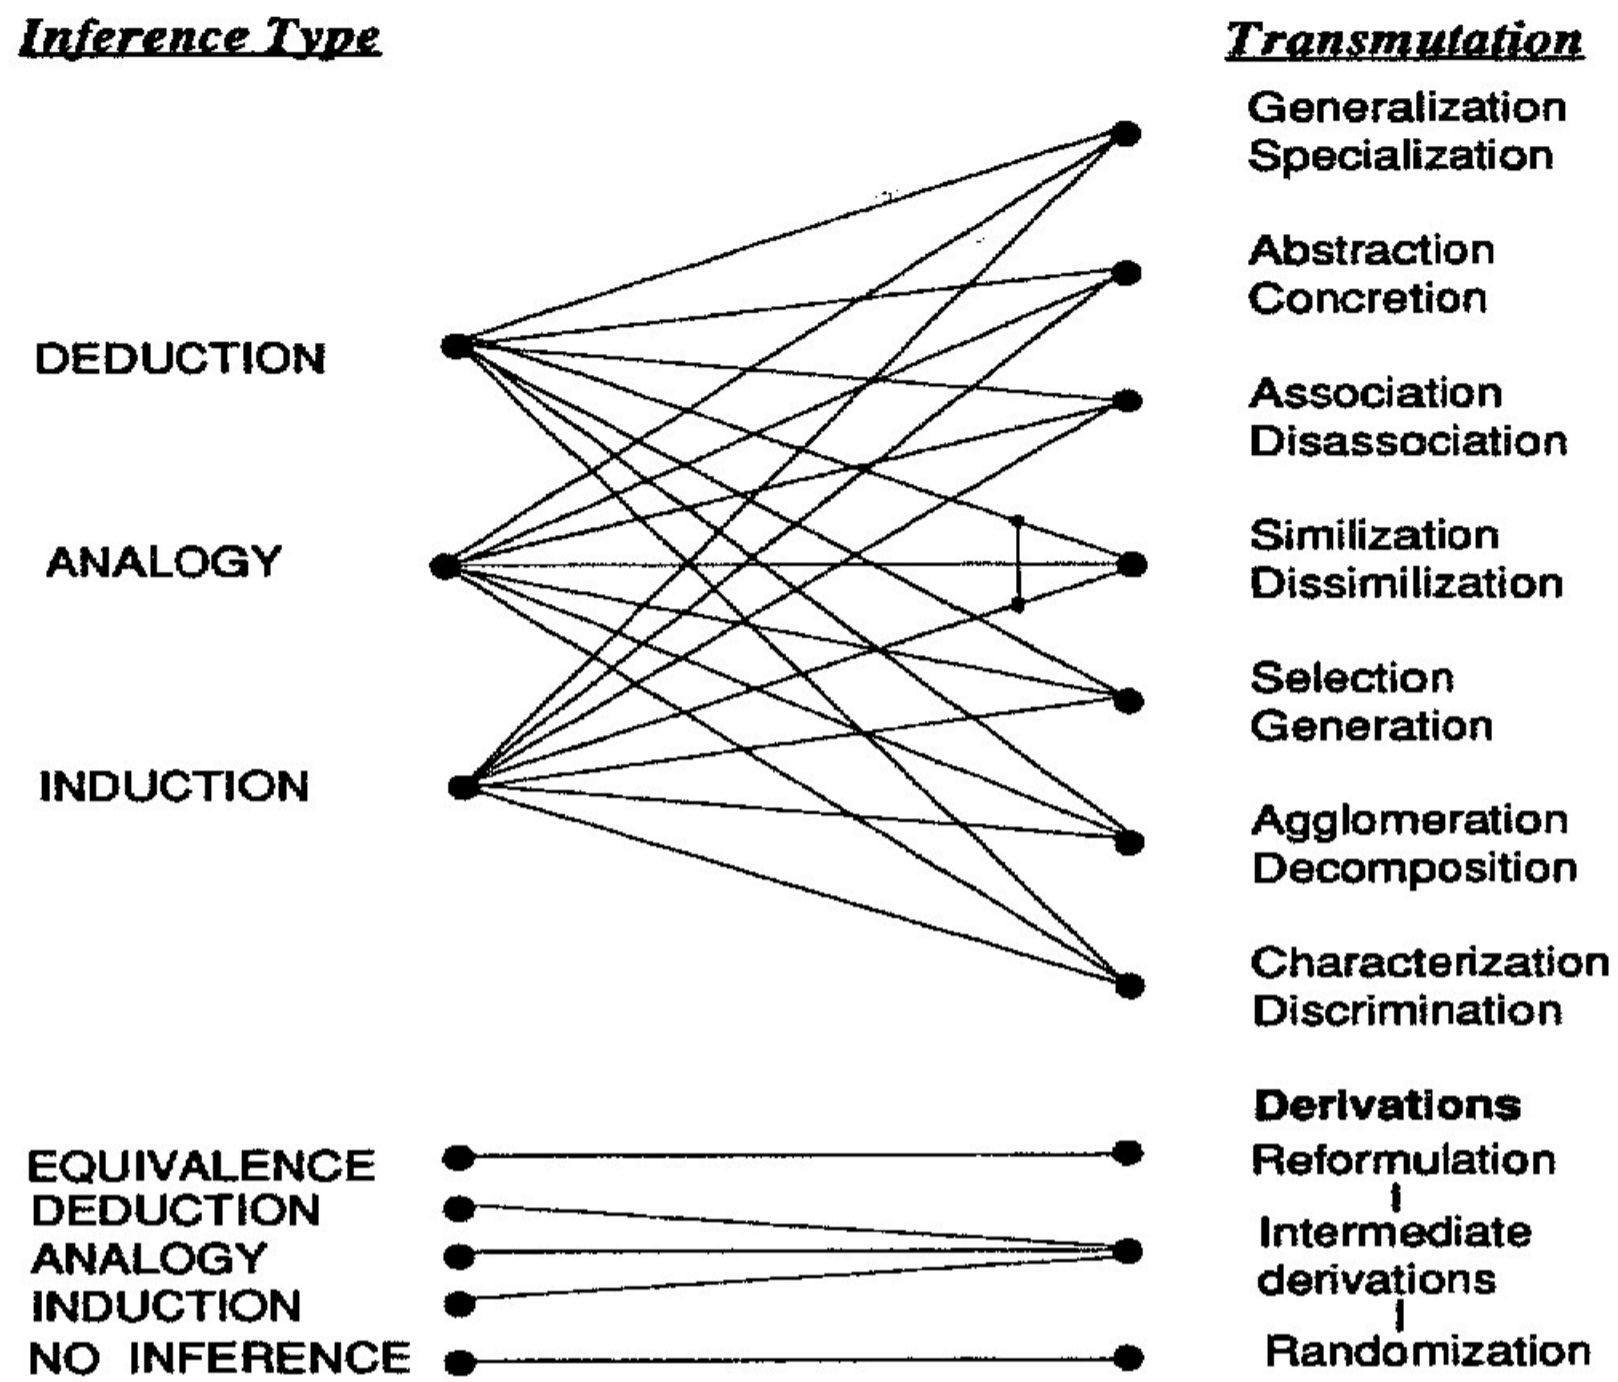 Inference Type
Transmutation
Generalization
Specialization
Abstraction
Concretion
DEDUCTION
Association
Disassociation
ANALOGY
Similization
Dissimilization
Selection
Generation
INDUCTION
Agglomeration
Decomposition
Characterization
Discrimination
Derivations
EQUIVALENCE
Reformulation
DEDUCTION
ANALOGY
Intermediate
derivations
INDUCTION
NO INFERENCE
Randomization